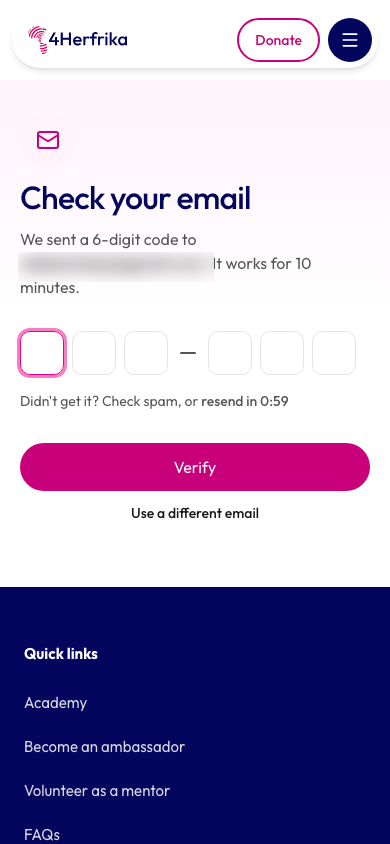 4Herfrika
Donate
Check your email
We sent a 6-digit code to
It works for 10
minutes.
Didn't get it? Check spam, or resend in 0:59
Verify
Use a different email
Quick links
Academy
Become an ambassador
Volunteer as a mentor
FAQs